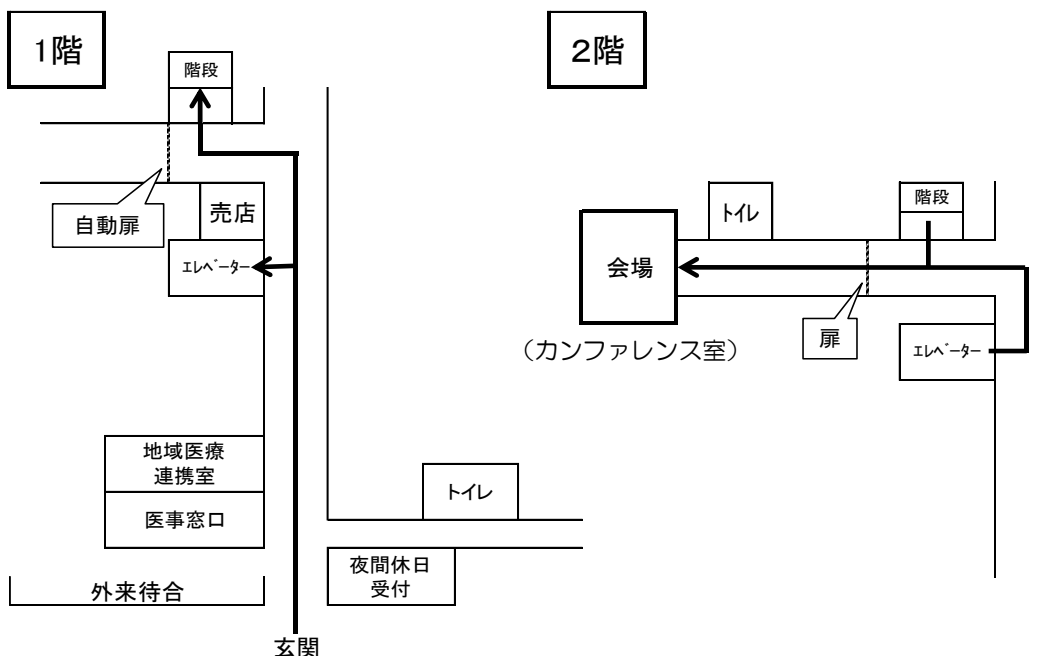 1階
階段
自動扉
売店
ｴﾚﾍﾞｰﾀｰ
地域医療
連携室
医事窓口
外来待合
トイレ
夜間休日
受付
玄関
2階
トイレ
階段
会場
扉
（カンファレンス室）
ｴﾚﾍﾞｰﾀｰ